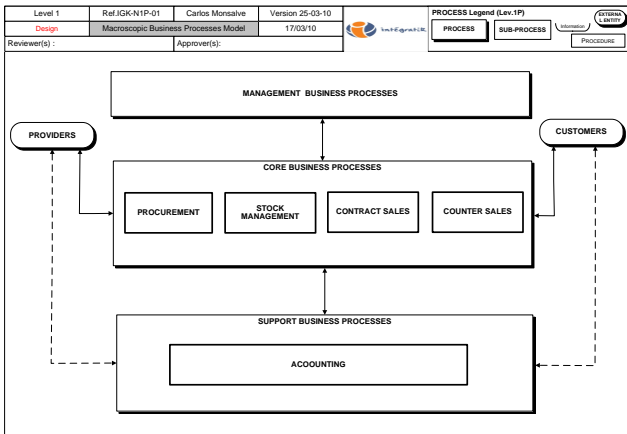 Level 1 Ref.IGK-N1P-01 Carlos Monsalve Version 25-03-10
Design Macroscopic Business Processes Model 17/03/10
Reviewer(s) : Approver(s):
IntEgratIK
PROCESS Legend (Lev.1P)
PROCESS
SUB-PROCESS
Information
EXTERNA
L ENTITY
PROCEDURE
MANAGEMENT BUSINESS PROCESSES
PROVIDERS
CUSTOMERS
CORE BUSINESS PROCESSES
PROCUREMENT
STOCK
MANAGEMENT
CONTRACT SALES
COUNTER SALES
SUPPORT BUSINESS PROCESSES
ACOOUNTING